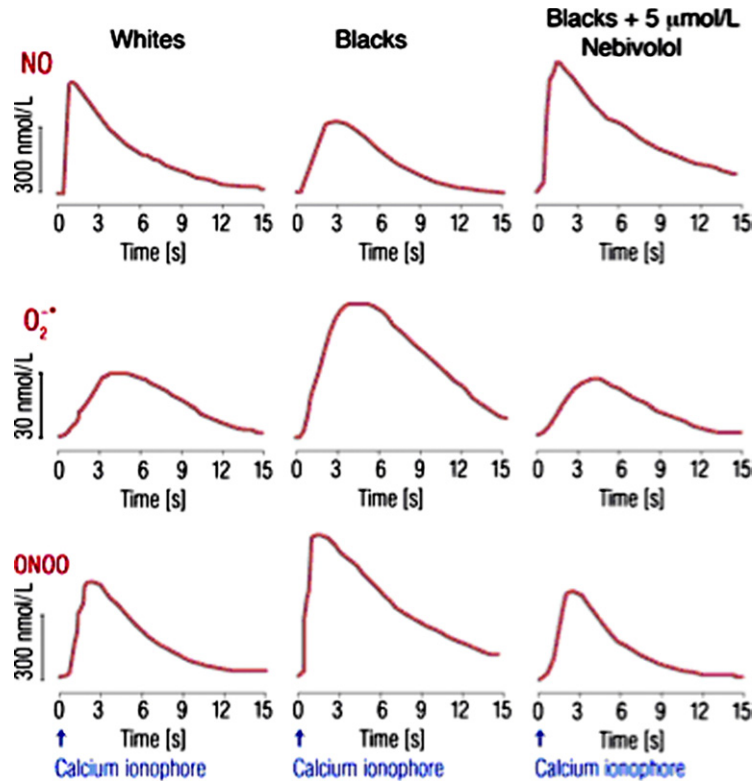 Whites
Blacks
Blacks + 5 μmol/L
Nebivolol
NO
300 nmol/L
0 3 6 9 12 15
Time [s]
0 3 6 9 12 15
Time [s]
0 3 6 9 12 15
Time [s]
O₂⁻•
30 nmol/L
0 3 6 9 12 15
Time [s]
0 3 6 9 12 15
Time [s]
0 3 6 9 12 15
Time [s]
ONOO
300 nmol/L
0 3 6 9 12 15
Time [s]
Calcium ionophore
0 3 6 9 12 15
Time [s]
Calcium ionophore
0 3 6 9 12 15
Time [s]
Calcium ionophore